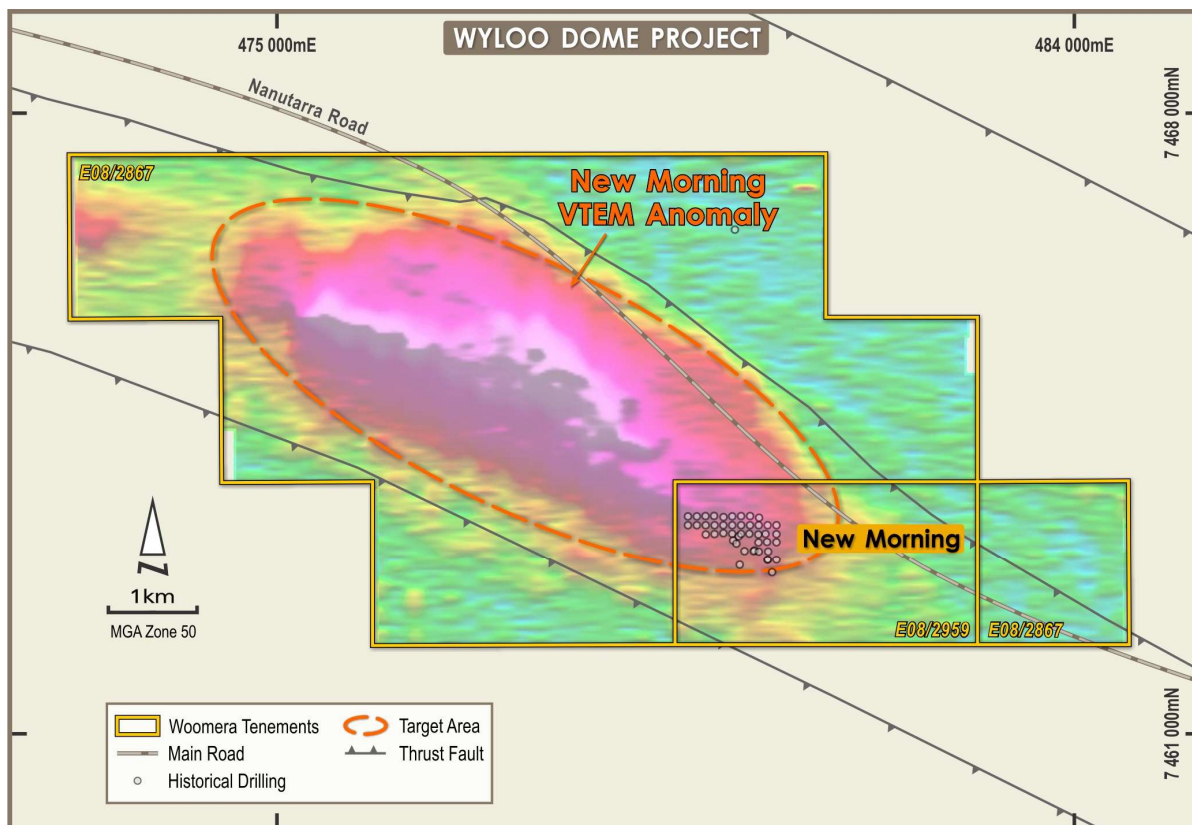 475 000mE
WYLOO DOME PROJECT
484 000mE
Nanutarra Road
7 468 000mN
E08/2867
New Morning
VTEM Anomaly
New Morning
N
1km
MGA Zone 50
E08/2959
E08/2867
Woomera Tenements
Target Area
Main Road
Thrust Fault
Historical Drilling
7 461 000mN